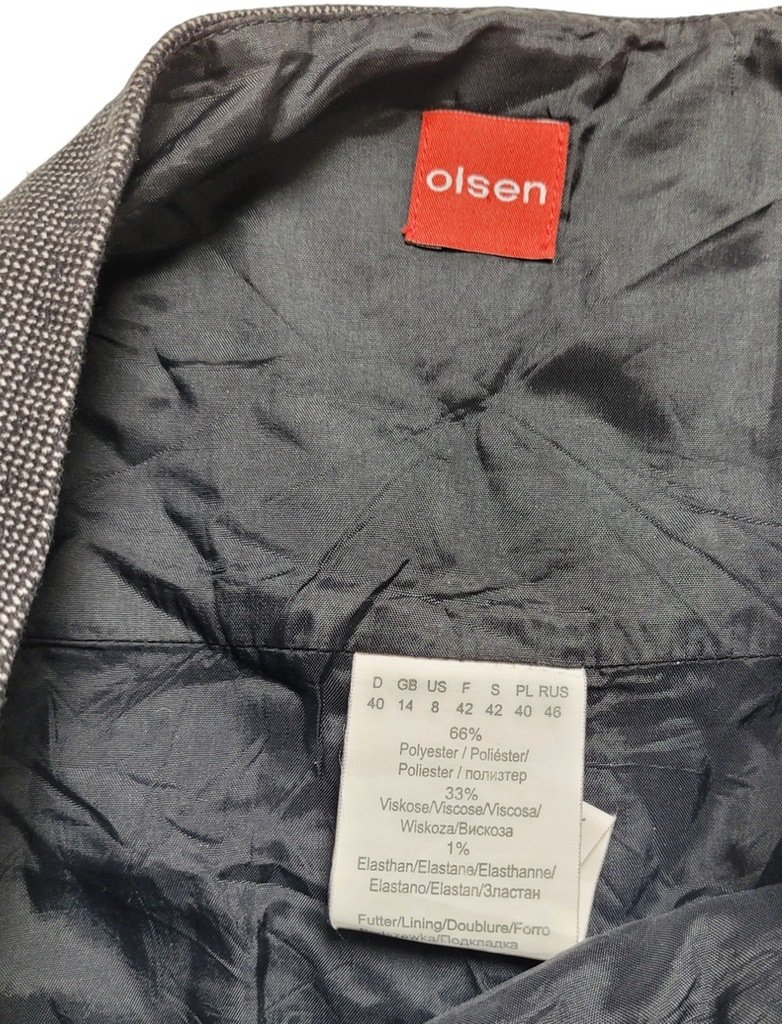 olsen
D GB US F S PL RUS
40 14 8 42 42 40 46
66%
Polyester / Poliéster/
Poliester / полиэтер
33%
Viskose/Viscose/Viscosa/
Wiskoza/Вискоза
1%
Elasthan/Elastane/Elasthanne/
Elastano/Elastan/Эластан
Futter/Lining/Doublure/Forro
Подкладка